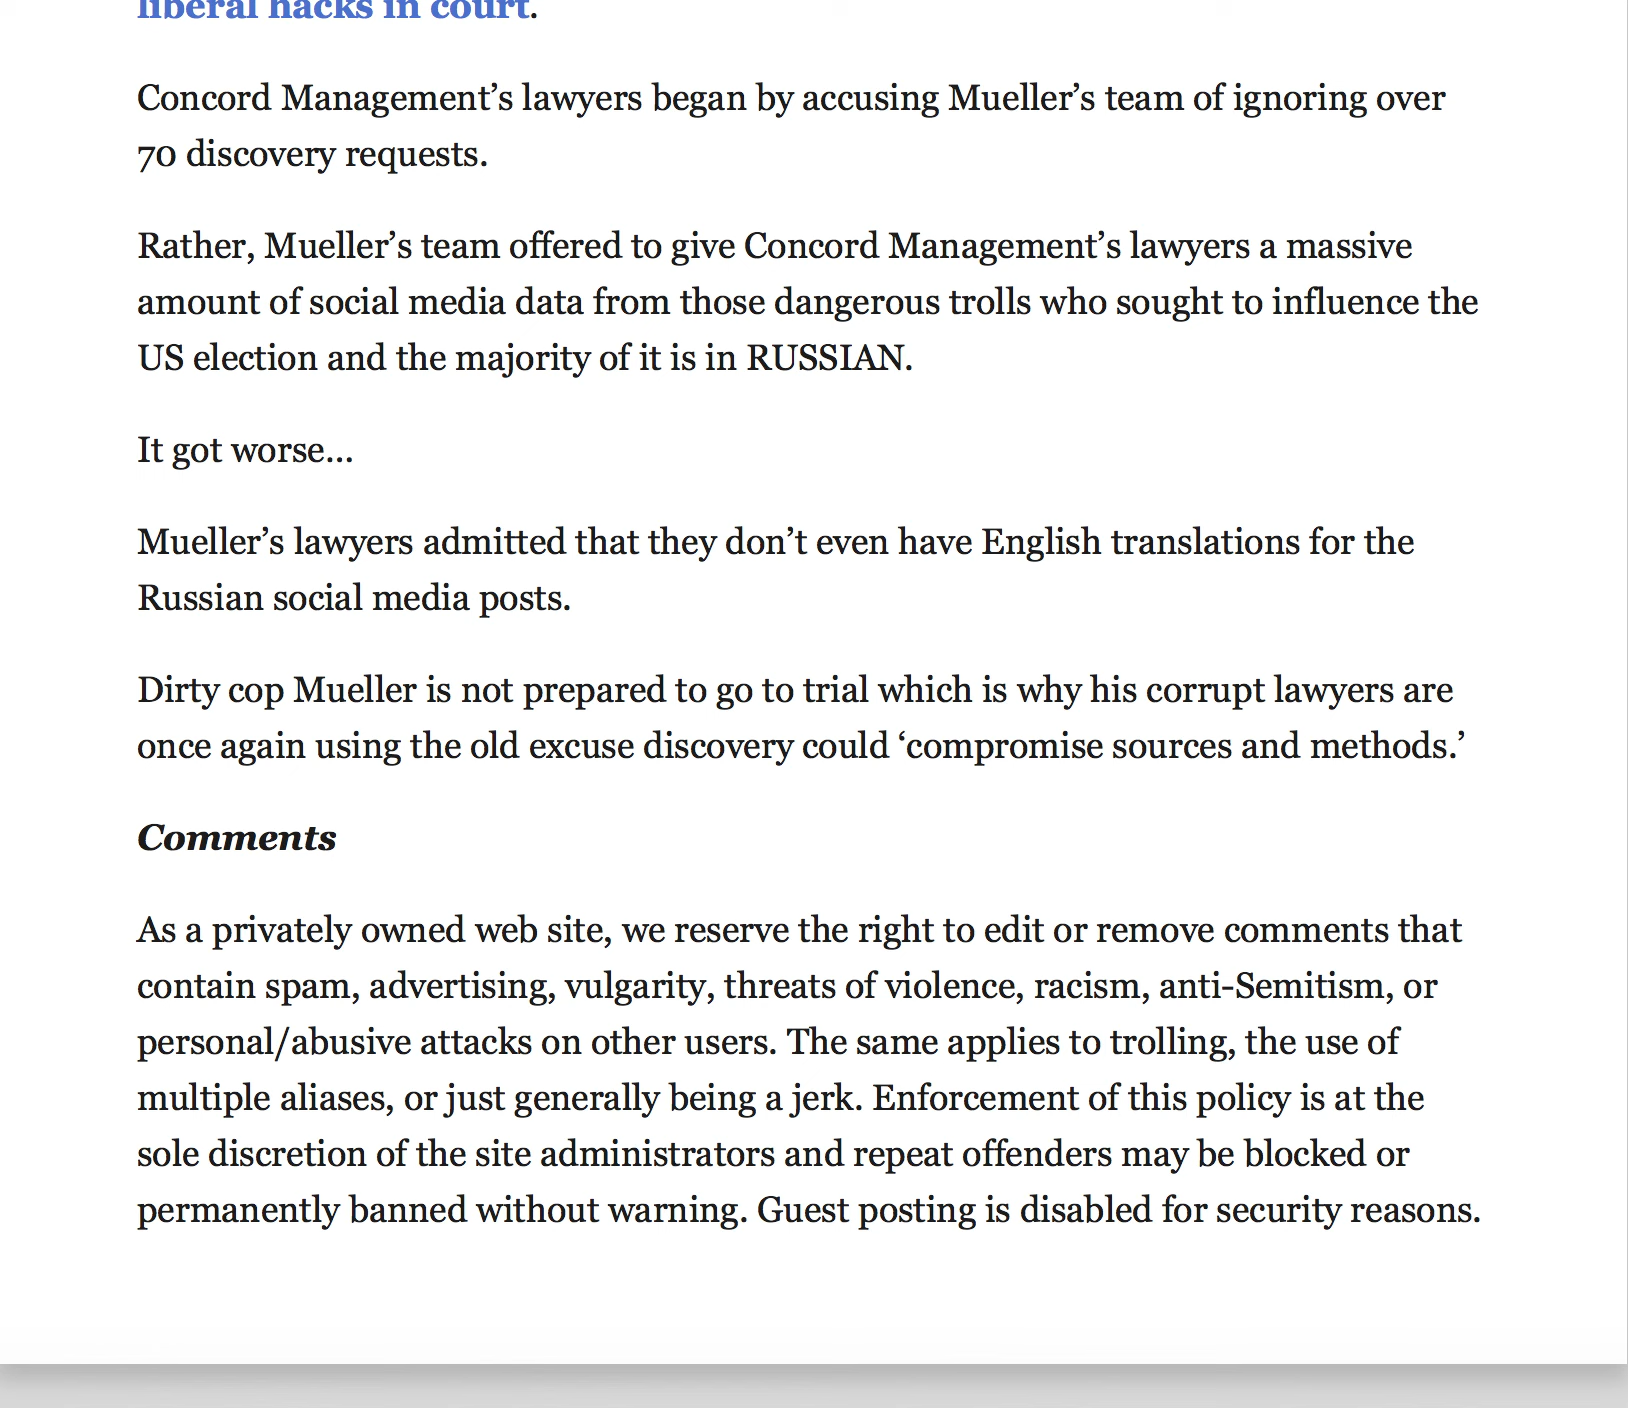 liberal hacks in court.
Concord Management’s lawyers began by accusing Mueller’s team of ignoring over
70 discovery requests.
Rather, Mueller’s team offered to give Concord Management’s lawyers a massive
amount of social media data from those dangerous trolls who sought to influence the
US election and the majority of it is in RUSSIAN.
It got worse…
Mueller’s lawyers admitted that they don’t even have English translations for the
Russian social media posts.
Dirty cop Mueller is not prepared to go to trial which is why his corrupt lawyers are
once again using the old excuse discovery could ‘compromise sources and methods.’
Comments
As a privately owned web site, we reserve the right to edit or remove comments that
contain spam, advertising, vulgarity, threats of violence, racism, anti-Semitism, or
personal/abusive attacks on other users. The same applies to trolling, the use of
multiple aliases, or just generally being a jerk. Enforcement of this policy is at the
sole discretion of the site administrators and repeat offenders may be blocked or
permanently banned without warning. Guest posting is disabled for security reasons.